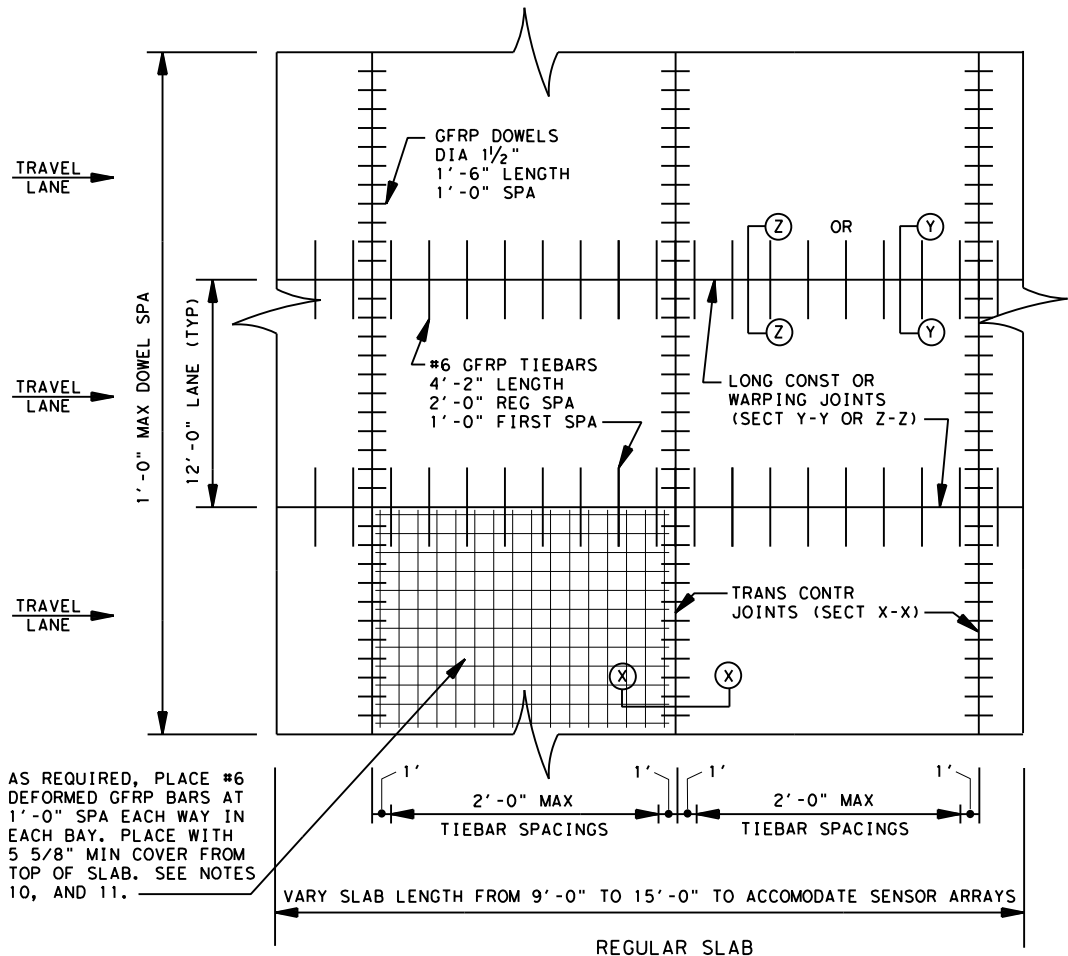 GFRP DOWELS
DIA 1 1/2"
1'-6" LENGTH
1'-0" SPA
TRAVEL
LANE
Z
OR
Y
1'-0" MAX DOWEL SPA
12'-0" LANE (TYP)
Z
Y
#6 GFRP TIEBARS
4'-2" LENGTH
2'-0" REG SPA
1'-0" FIRST SPA
TRAVEL
LANE
LONG CONST OR
WARPING JOINTS
(SECT Y-Y OR Z-Z)
TRAVEL
LANE
TRANS CONTR
JOINTS (SECT X-X)
X
X
AS REQUIRED, PLACE #6
DEFORMED GFRP BARS AT
1'-0" SPA EACH WAY IN
EACH BAY. PLACE WITH
5 5/8" MIN COVER FROM
TOP OF SLAB. SEE NOTES
10, AND 11.
1'
1'
1'
1'
2'-0" MAX
TIEBAR SPACINGS
2'-0" MAX
TIEBAR SPACINGS
VARY SLAB LENGTH FROM 9'-0" TO 15'-0" TO ACCOMODATE SENSOR ARRAYS
REGULAR SLAB